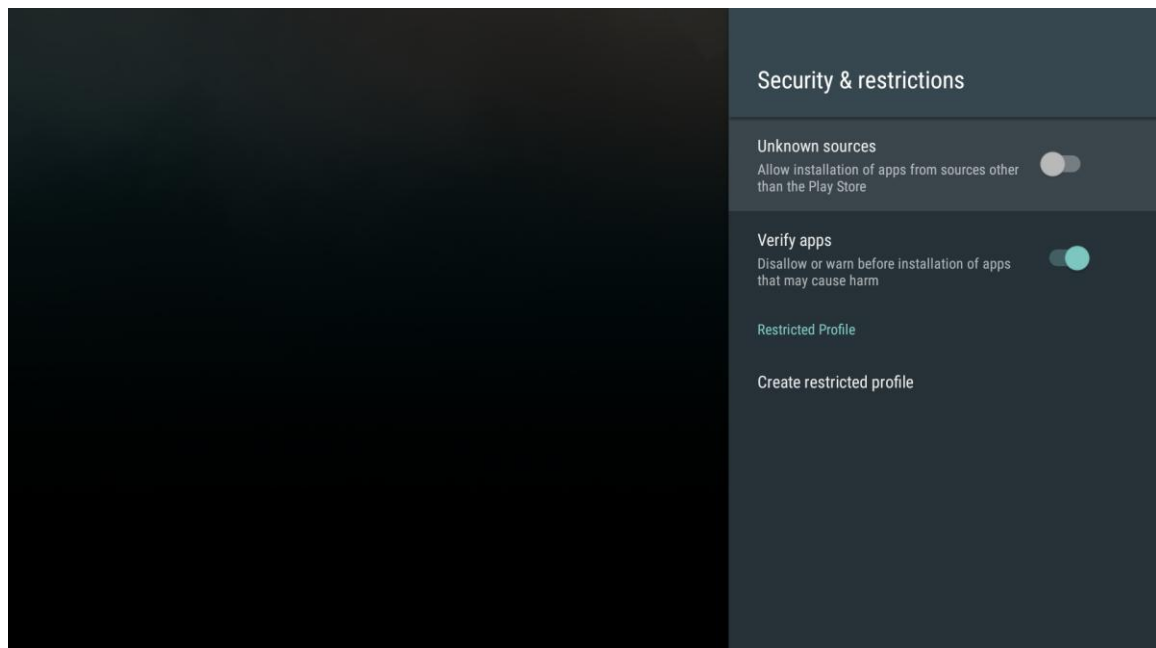 Security & restrictions
Unknown sources
Allow installation of apps from sources other
than the Play Store
Verify apps
Disallow or warn before installation of apps
that may cause harm
Restricted Profile
Create restricted profile